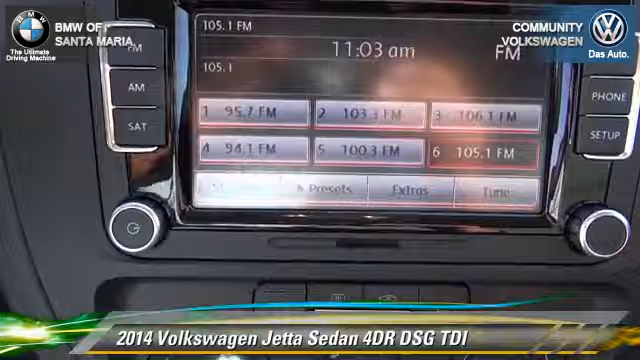 BMW OF
SANTA MARIA
The Ultimate
Driving Machine
COMMUNITY
VOLKSWAGEN
Das Auto.
105.1 FM
11:03 am
FM
105.1
FM
AM
SAT
PHONE
SETUP
1 95.7 FM
2 103.3 FM
3 106.1 FM
4 94.1 FM
5 100.3 FM
6 105.1 FM
Presets
Extras
2014 Volkswagen Jetta Sedan 4DR DSG TDI